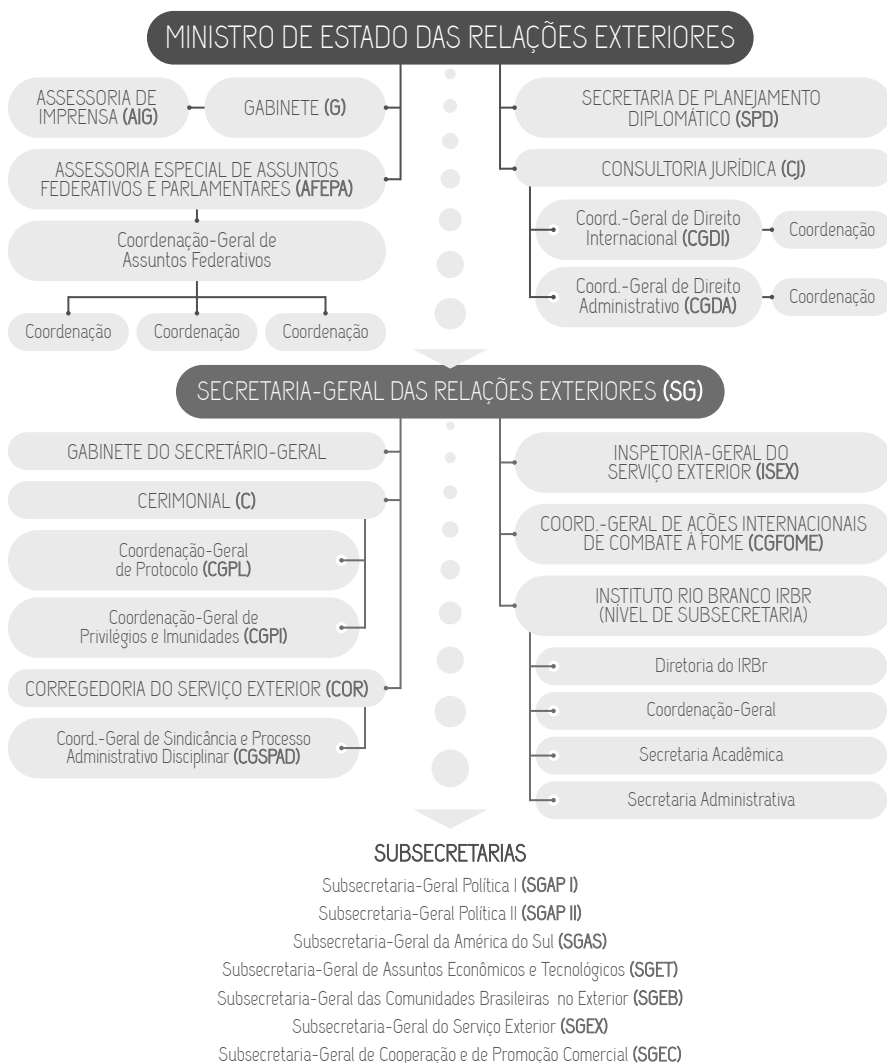 MINISTRO DE ESTADO DAS RELAÇÕES EXTERIORES
ASSESSORIA DE
IMPRENSA (AIG)
GABINETE (G)
ASSESSORIA ESPECIAL DE ASSUNTOS
FEDERATIVOS E PARLAMENTARES (AFEPA)
Coordenação-Geral de
Assuntos Federativos
Coordenação
Coordenação
Coordenação
SECRETARIA DE PLANEJAMENTO
DIPLOMÁTICO (SPD)
CONSULTORIA JURÍDICA (CJ)
Coord.-Geral de Direito
Internacional (CGDI)
Coordenação
Coord.-Geral de Direito
Administrativo (CGDA)
Coordenação
SECRETARIA-GERAL DAS RELAÇÕES EXTERIORES (SG)
GABINETE DO SECRETÁRIO-GERAL
CERIMONIAL (C)
Coordenação-Geral
de Protocolo (CGPL)
Coordenação-Geral de
Privilégios e Imunidades (CGPI)
CORREGEDORIA DO SERVIÇO EXTERIOR (COR)
Coord.-Geral de Sindicância e Processo
Administrativo Disciplinar (CGSPAD)
INSPETORIA-GERAL DO
SERVIÇO EXTERIOR (ISEX)
COORD.-GERAL DE AÇÕES INTERNACIONAIS
DE COMBATE À FOME (CGFOME)
INSTITUTO RIO BRANCO IRBR
(NÍVEL DE SUBSECRETARIA)
Diretoria do IRBr
Coordenação-Geral
Secretaria Acadêmica
Secretaria Administrativa
SUBSECRETARIAS
Subsecretaria-Geral Política I (SGAP I)
Subsecretaria-Geral Política II (SGAP II)
Subsecretaria-Geral da América do Sul (SGAS)
Subsecretaria-Geral de Assuntos Econômicos e Tecnológicos (SGET)
Subsecretaria-Geral das Comunidades Brasileiras no Exterior (SGEB)
Subsecretaria-Geral do Serviço Exterior (SGEX)
Subsecretaria-Geral de Cooperação e de Promoção Comercial (SGEC)